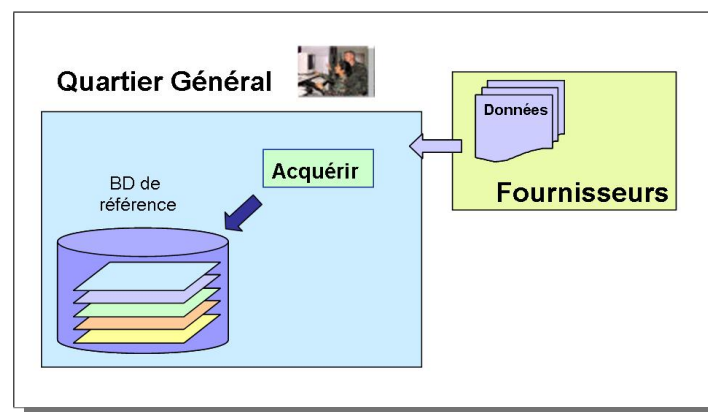 Quartier Général
Données
Fournisseurs
Acquérir
BD de
référence